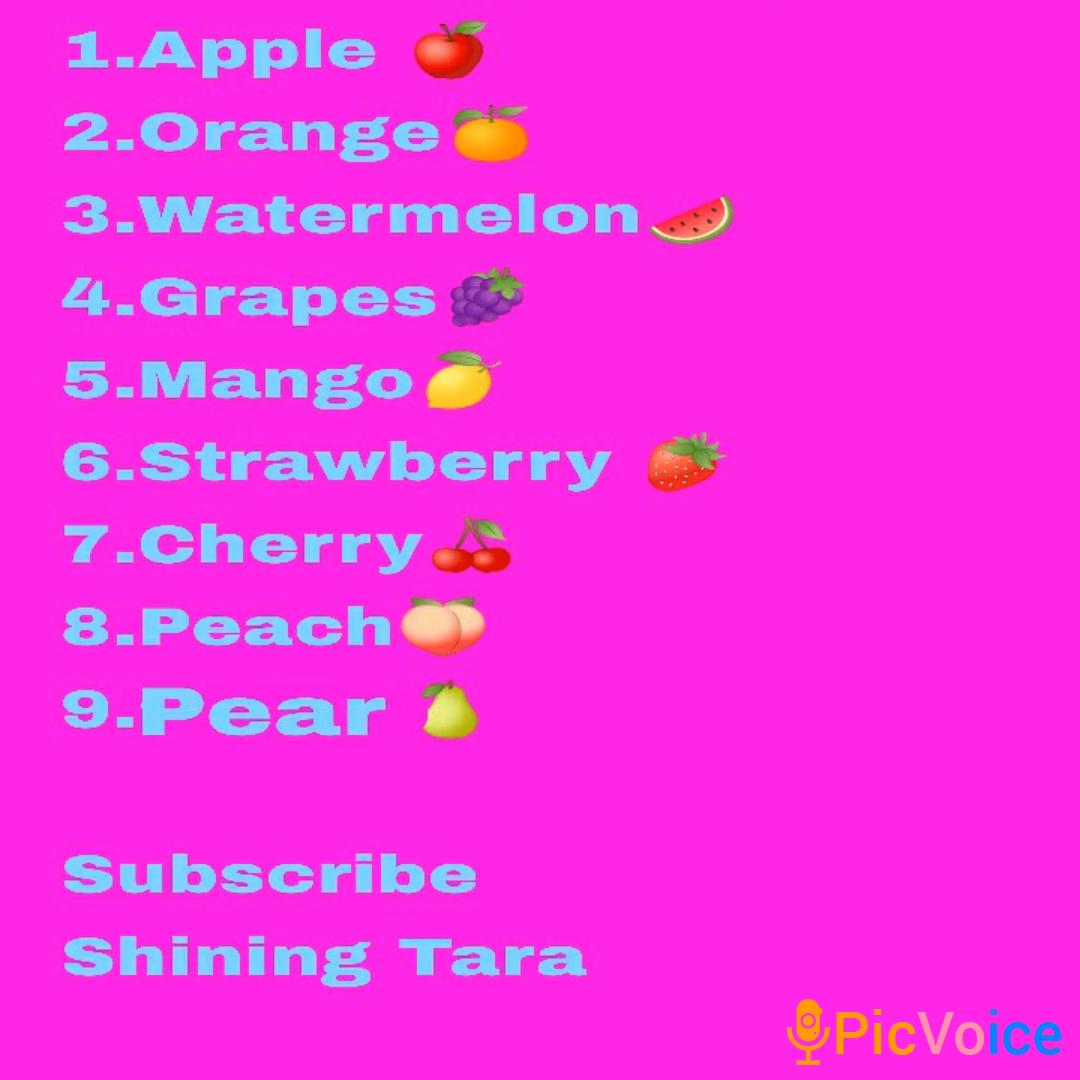 1.Apple 🍎
2.Orange🍊
3.Watermelon🍉
4.Grapes🍇
5.Mango🍋
6.Strawberry 🍓
7.Cherry🍒
8.Peach🍑
9.Pear 🍐
Subscribe
Shining Tara
PicVoice